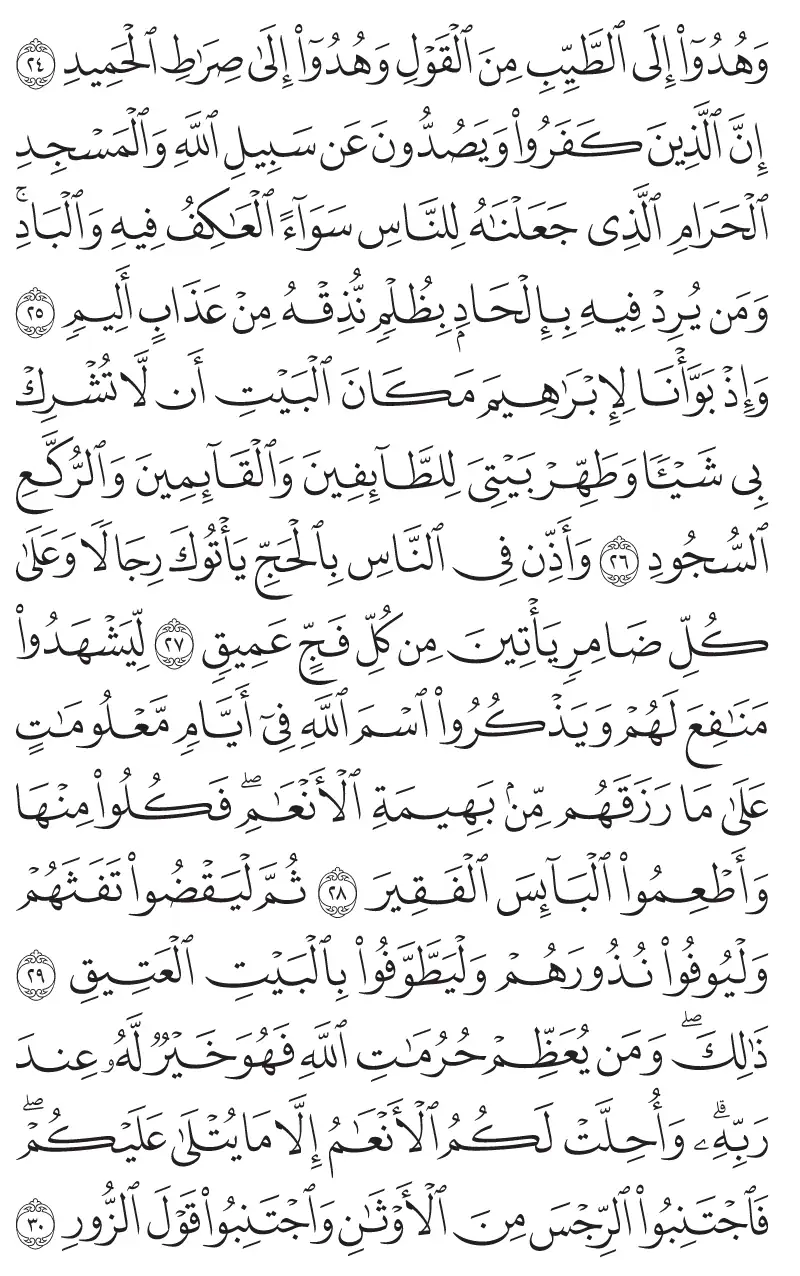 وَهُدُوٓا۟ إِلَى ٱلطَّيِّبِ مِنَ ٱلْقَوْلِ وَهُدُوٓا۟ إِلَىٰ صِرَٰطِ ٱلْحَمِيدِ ٢٤
إِنَّ ٱلَّذِينَ كَفَرُوا۟ وَيَصُدُّونَ عَن سَبِيلِ ٱللَّهِ وَٱلْمَسْجِدِ
ٱلْحَرَامِ ٱلَّذِى جَعَلْنَـٰهُ لِلنَّاسِ سَوَآءً ٱلْعَـٰكِفُ فِيهِ وَٱلْبَادِ ۚ
وَمَن يُرِدْ فِيهِ بِإِلْحَادٍۭ بِظُلْمٍ نُّذِقْهُ مِنْ عَذَابٍ أَلِيمٍ ٢٥
وَإِذْ بَوَّأْنَا لِإِبْرَٰهِيمَ مَكَانَ ٱلْبَيْتِ أَن لَّا تُشْرِكْ
بِى شَيْـًٔا وَطَهِّرْ بَيْتِىَ لِلطَّآئِفِينَ وَٱلْقَآئِمِينَ وَٱلرُّكَّعِ
ٱلسُّجُودِ ٢٦ وَأَذِّن فِى ٱلنَّاسِ بِٱلْحَجِّ يَأْتُوكَ رِجَالًا وَعَلَىٰ
كُلِّ ضَامِرٍ يَأْتِينَ مِن كُلِّ فَجٍّ عَمِيقٍ ٢٧ لِّيَشْهَدُوا۟
مَنَـٰفِعَ لَهُمْ وَيَذْكُرُوا۟ ٱسْمَ ٱللَّهِ فِىٓ أَيَّامٍ مَّعْلُومَـٰتٍ
عَلَىٰ مَا رَزَقَهُم مِّنۢ بَهِيمَةِ ٱلْأَنْعَـٰمِ ۖ فَكُلُوا۟ مِنْهَا
وَأَطْعِمُوا۟ ٱلْبَآئِسَ ٱلْفَقِيرَ ٢٨ ثُمَّ لْيَقْضُوا۟ تَفَثَهُمْ
وَلْيُوفُوا۟ نُذُورَهُمْ وَلْيَطَّوَّفُوا۟ بِٱلْبَيْتِ ٱلْعَتِيقِ ٢٩
ذَٰلِكَ ۖ وَمَن يُعَظِّمْ حُرُمَـٰتِ ٱللَّهِ فَهُوَ خَيْرٌ لَّهُۥ عِندَ
رَبِّهِۦ ۗ وَأُحِلَّتْ لَكُمُ ٱلْأَنْعَـٰمُ إِلَّا مَا يُتْلَىٰ عَلَيْكُمْ ۖ
فَٱجْتَنِبُوا۟ ٱلرِّجْسَ مِنَ ٱلْأَوْثَـٰنِ وَٱجْتَنِبُوا۟ قَوْلَ ٱلزُّورِ ٣٠